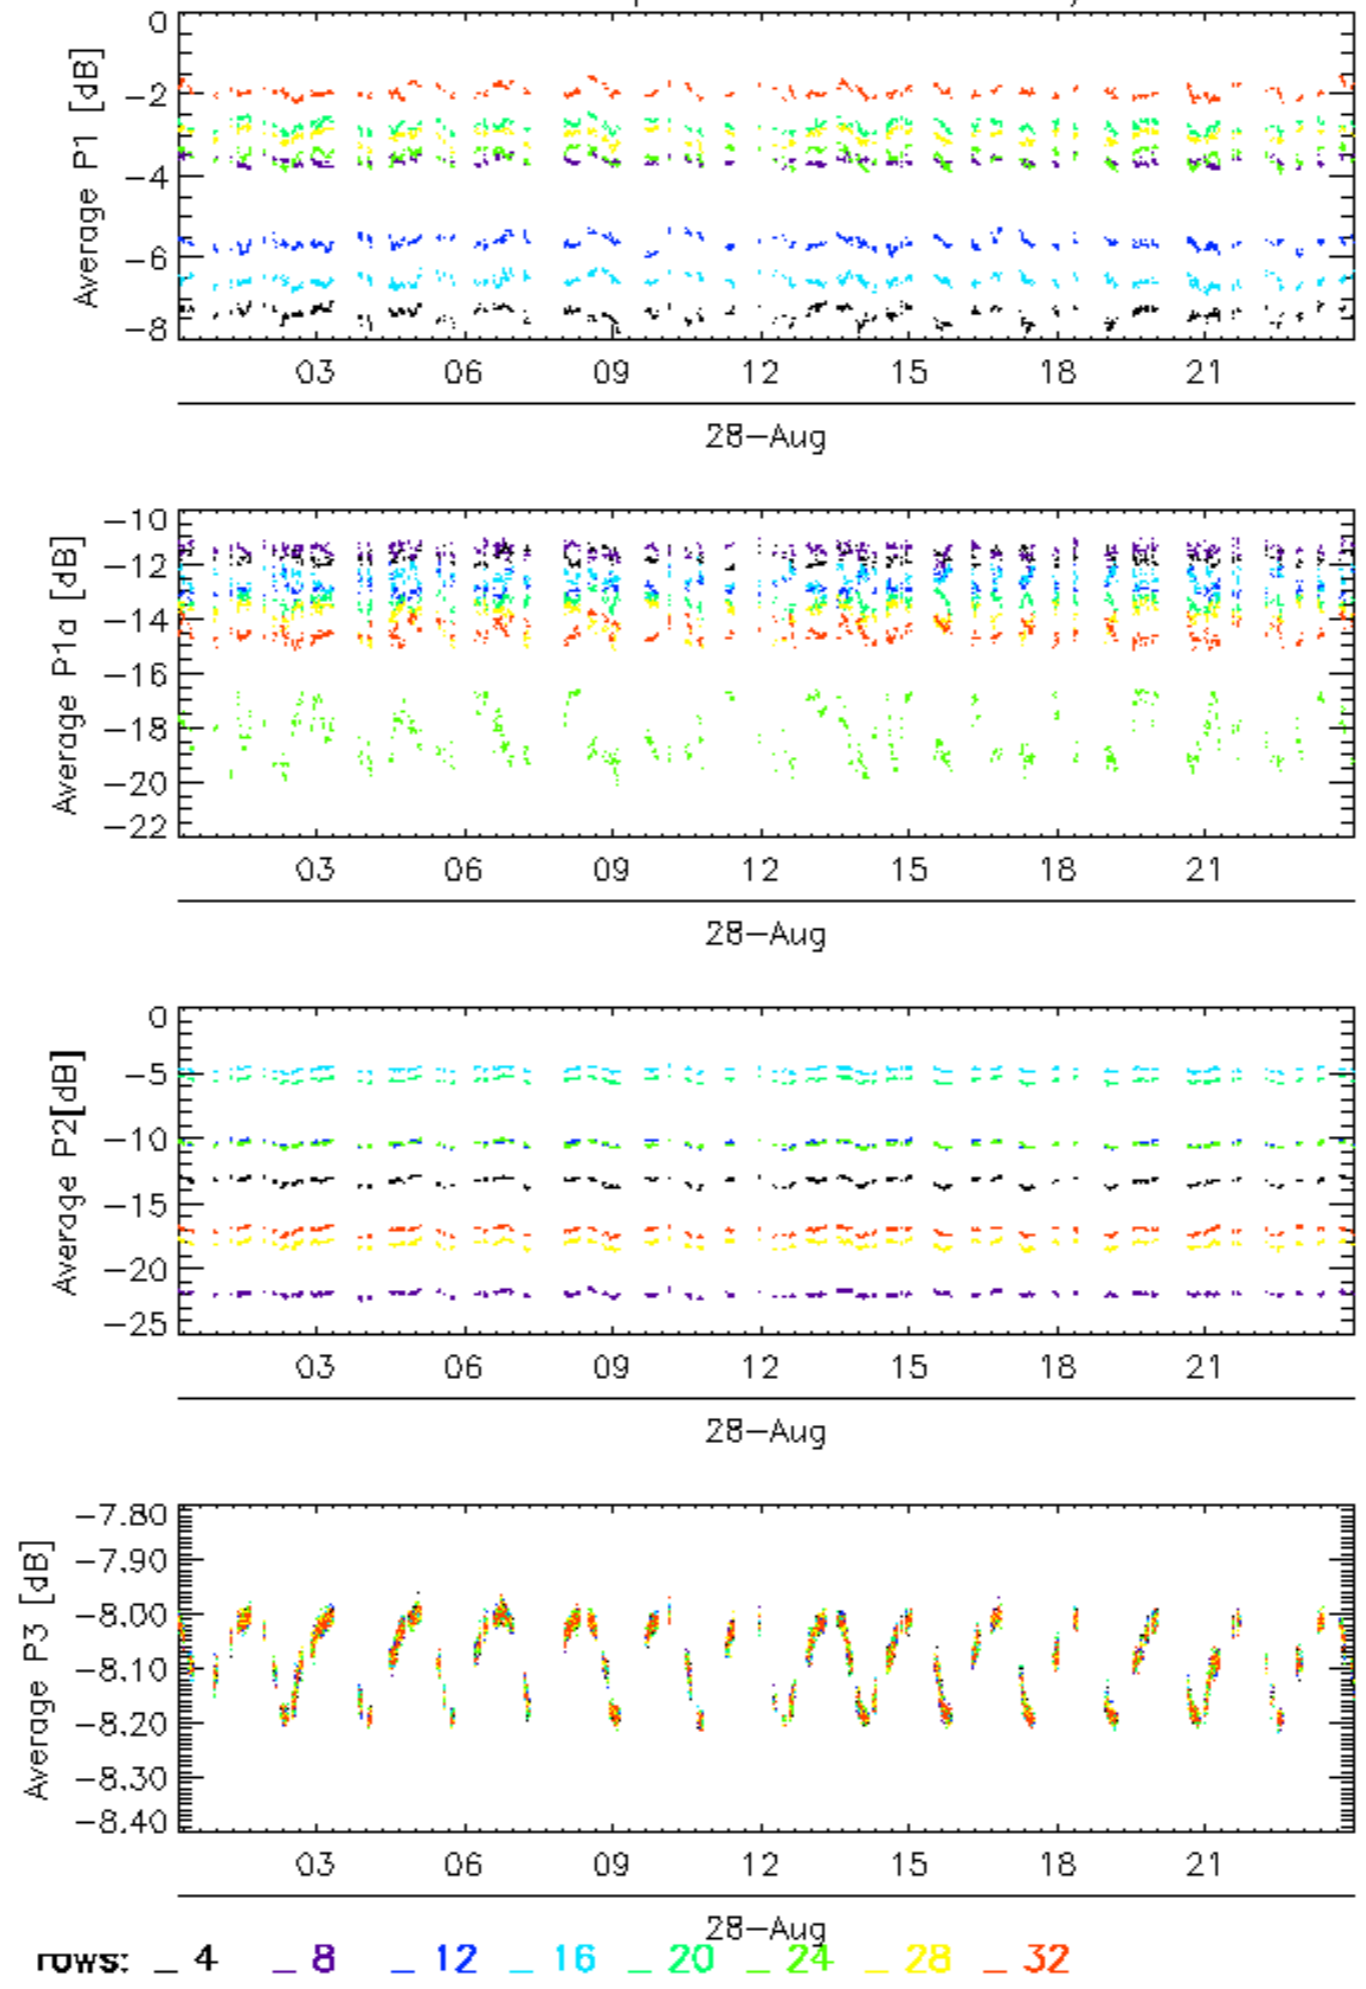 0
−2
−4
−6
−8
Average P1 [dB]
03 06 09 12 15 18 21
28−Aug
−10
−12
−14
−16
−18
−20
−22
Average P1a [dB]
03 06 09 12 15 18 21
28−Aug
0
−5
−10
−15
−20
−25
Average P2[dB]
03 06 09 12 15 18 21
28−Aug
−7.80
−7.90
−8.00
−8.10
−8.20
−8.30
−8.40
Average P3 [dB]
03 06 09 12 15 18 21
28−Aug
rows: _ 4 _ 8 _ 12 _ 16 _ 20 _ 24 _ 28 _ 32